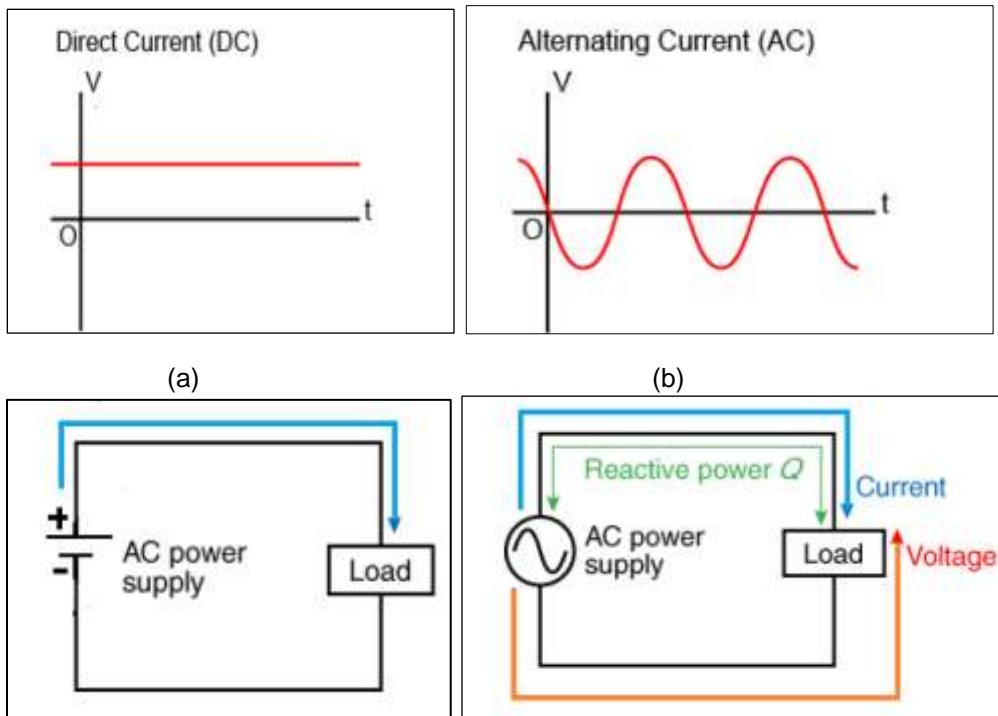 Direct Current (DC)
V
t
O
Alternating Current (AC)
V
t
O
(a)
(b)
+
-
AC power
supply
Load
Reactive power Q
Current
AC power
supply
Load
Voltage